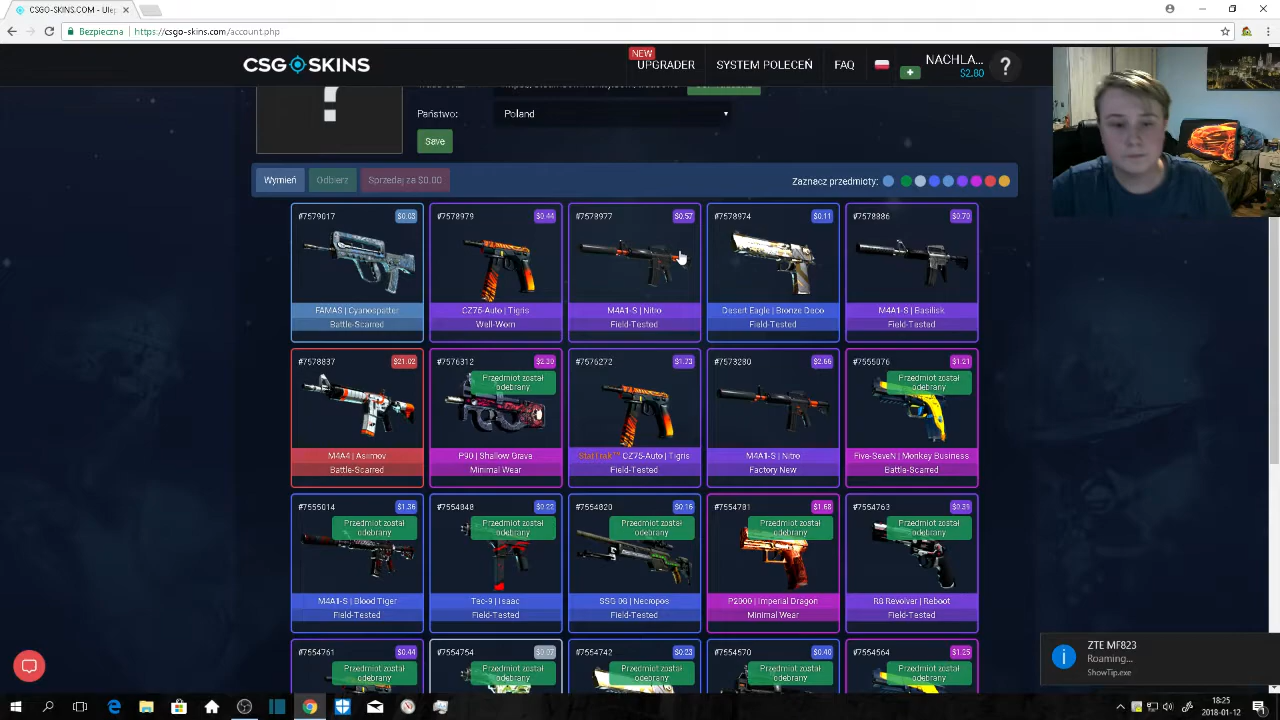 CSGO-SKINS.COM - Ulep
Bezpieczna
https://csgo-skins.com/account.php
CSG SKINS
NEW
UPGRADER
SYSTEM POLECEŃ
FAQ
NACHLA...
$2.80
?
Państwo:
Poland
Save
Wymień
Odbierz
Sprzedaj za $0.00
Zaznacz przedmioty:
#7579017 $0.03
FAMAS | Cyanospatter
Battle-Scarred
#7578979 $0.44
CZ75-Auto | Tigris
Well-Worn
#7578977 $0.57
M4A1-S | Nitro
Field-Tested
#7578974 $0.11
Desert Eagle | Bronze Deco
Field-Tested
#7578886 $0.70
M4A1-S | Basilisk
Field-Tested
#7578837 $21.02
M4A4 | Asiimov
Battle-Scarred
#7576312 $2.30
Przedmiot został
odebrany
P90 | Shallow Grave
Minimal Wear
#7576272 $1.73
StatTrak™ CZ75-Auto | Tigris
Field-Tested
#7573280 $2.66
M4A1-S | Nitro
Factory New
#7555076 $1.21
Przedmiot został
odebrany
Five-SeveN | Monkey Business
Battle-Scarred
#7555014 $1.36
Przedmiot został
odebrany
M4A1-S | Blood Tiger
Field-Tested
#7554848 $0.22
Przedmiot został
odebrany
Tec-9 | Isaac
Field-Tested
#7554820 $0.16
Przedmiot został
odebrany
SSG 08 | Necropos
Field-Tested
#7554781 $1.68
Przedmiot został
odebrany
P2000 | Imperial Dragon
Minimal Wear
#7554763 $0.31
Przedmiot został
odebrany
R8 Revolver | Reboot
Field-Tested
#7554761 $0.44
Przedmiot został
odebrany
#7554754 $0.37
Przedmiot został
odebrany
#7554742 $0.23
Przedmiot został
odebrany
#7554570 $0.40
Przedmiot został
odebrany
#7554564 $1.25
Przedmiot został
odebrany
ZTE MF823
Roaming...
ShowTip.exe
18:25
2018-01-12